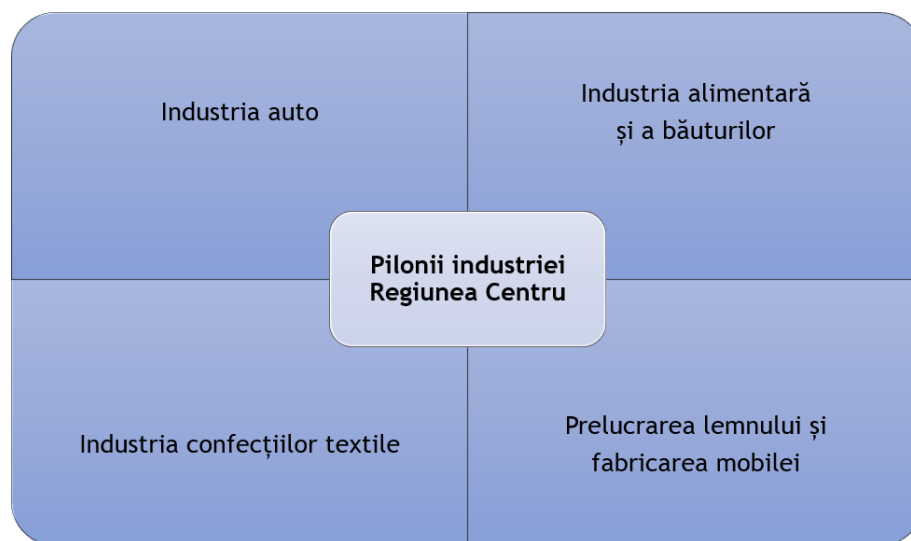 Industria auto
Industria alimentară
și a băuturilor
Pilonii industriei
Regiunea Centru
Industria confecțiilor textile
Prelucrarea lemnului și
fabricarea mobilei